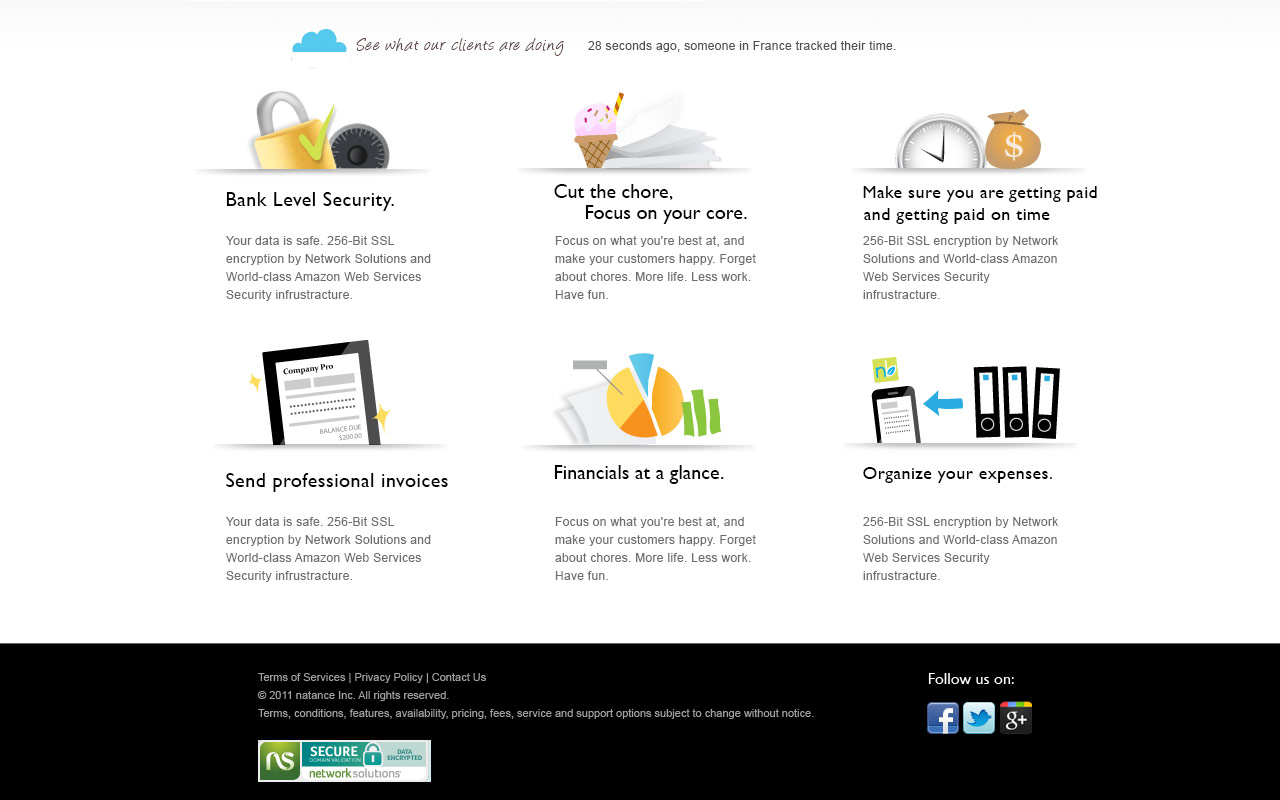 See what our clients are doing 28 seconds ago, someone in France tracked their time.
Bank Level Security.
Your data is safe. 256-Bit SSL
encryption by Network Solutions and
World-class Amazon Web Services
Security infrustracture.
Cut the chore,
Focus on your core.
Focus on what you're best at, and
make your customers happy. Forget
about chores. More life. Less work.
Have fun.
$
Make sure you are getting paid
and getting paid on time
256-Bit SSL encryption by Network
Solutions and World-class Amazon
Web Services Security
infrustracture.
Company Pro
BALANCE DUE
$200.00
Send professional invoices
Your data is safe. 256-Bit SSL
encryption by Network Solutions and
World-class Amazon Web Services
Security infrustracture.
Financials at a glance.
Focus on what you're best at, and
make your customers happy. Forget
about chores. More life. Less work.
Have fun.
nb
Organize your expenses.
256-Bit SSL encryption by Network
Solutions and World-class Amazon
Web Services Security
infrustracture.
Terms of Services | Privacy Policy | Contact Us
© 2011 natance Inc. All rights reserved.
Terms, conditions, features, availability, pricing, fees, service and support options subject to change without notice.
ns SECURE DATA
DOMAIN VALIDATION ENCRYPTED
networksolutions
Follow us on:
f g+